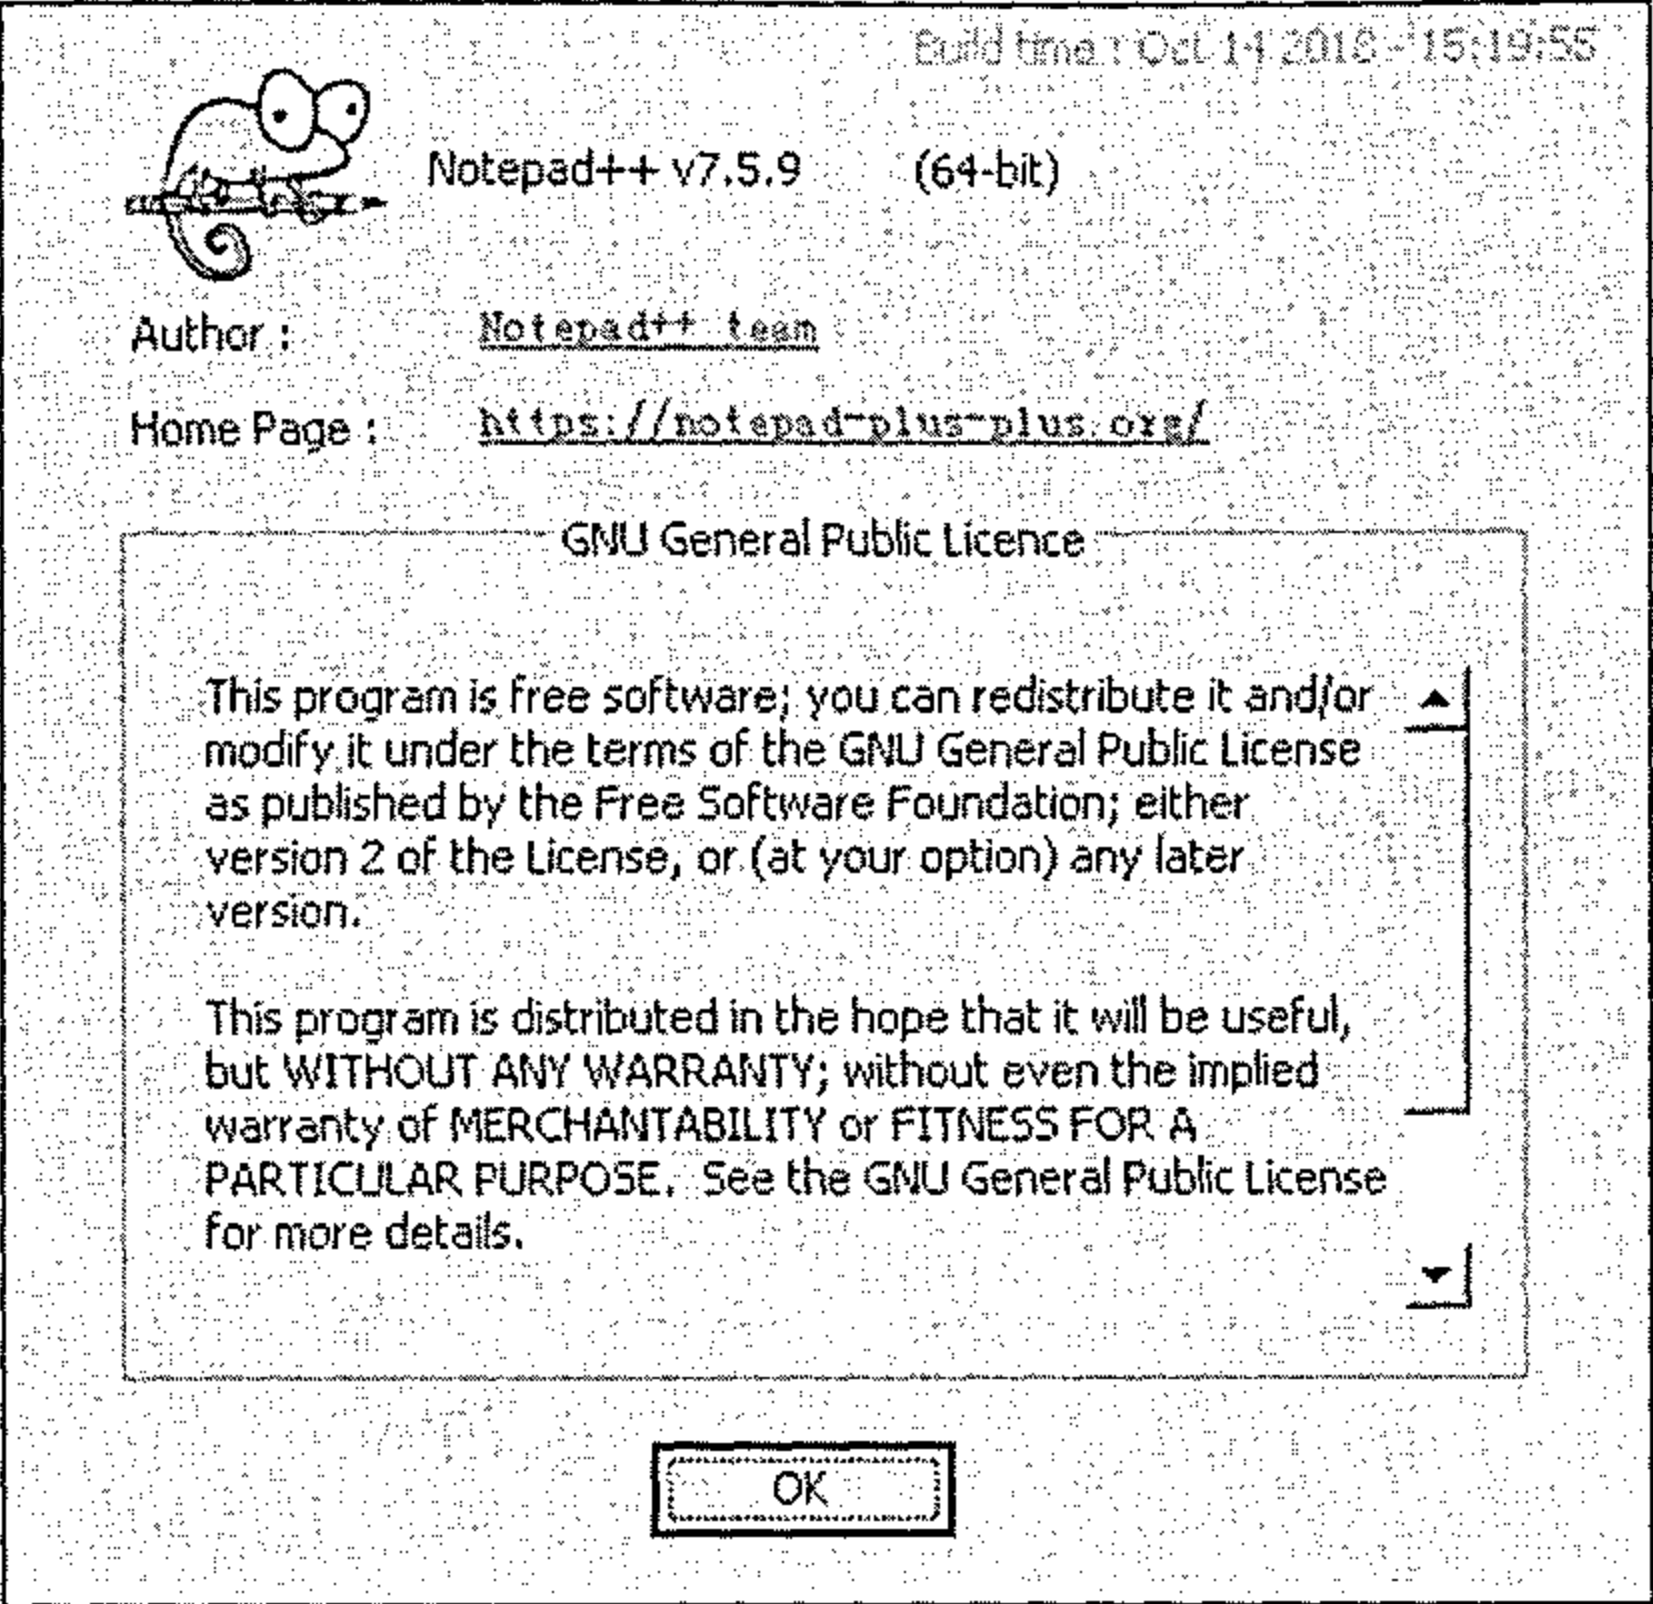 Build time : Oct 14 2018 - 15:19:55
Notepad++ v7.5.9 (64-bit)
Author : Notepad++ team
Home Page : https://notepad-plus-plus.org/
GNU General Public Licence
This program is free software; you can redistribute it and/or
modify it under the terms of the GNU General Public License
as published by the Free Software Foundation; either
version 2 of the License, or (at your option) any later
version.
This program is distributed in the hope that it will be useful,
but WITHOUT ANY WARRANTY; without even the implied
warranty of MERCHANTABILITY or FITNESS FOR A
PARTICULAR PURPOSE.  See the GNU General Public License
for more details.
OK